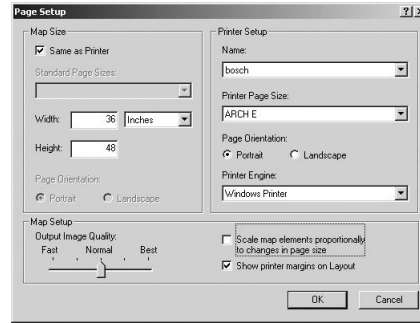 Page Setup
Map Size
Same as Printer
Standard Page Sizes:
Width: 36 Inches
Height: 48
Page Orientation:
Portrait Landscape
Printer Setup
Name:
bosch
Printer Page Size:
ARCH E
Page Orientation:
Portrait Landscape
Printer Engine:
Windows Printer
Map Setup
Output Image Quality:
Fast Normal Best
Scale map elements proportionally
to changes in page size
Show printer margins on Layout
OK Cancel